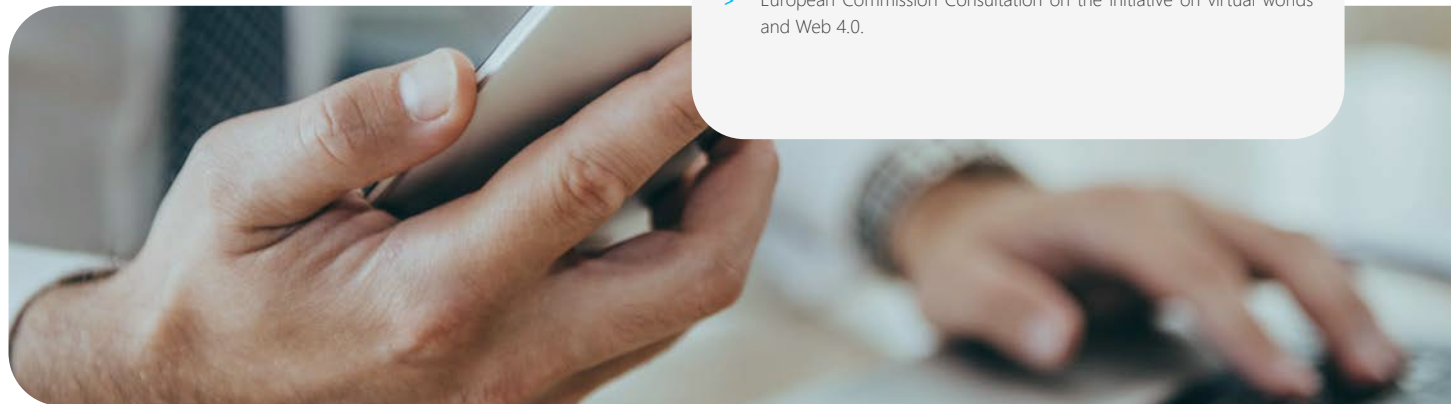 > European Commission Consultation on the initiative on virtual worlds
and Web 4.0.